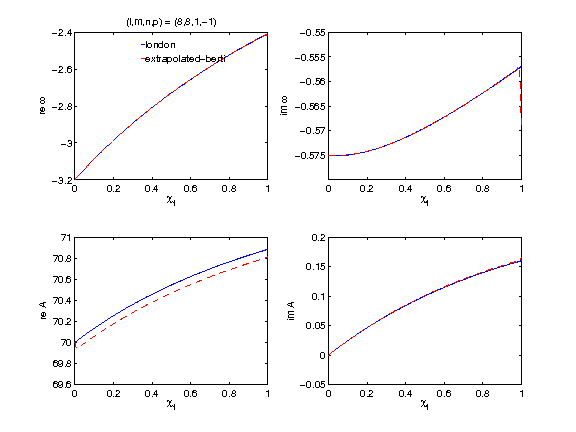 (l,m,n,p) = (8,8,1,−1)
london
extrapolated−berti
re ω
−2.4
−2.6
−2.8
−3
−3.2
0 0.2 0.4 0.6 0.8 1
χf
im ω
−0.55
−0.555
−0.56
−0.565
−0.57
−0.575
0 0.2 0.4 0.6 0.8 1
χf
re A
71
70.8
70.6
70.4
70.2
70
69.8
69.6
0 0.2 0.4 0.6 0.8 1
χf
im A
0.2
0.15
0.1
0.05
0
−0.05
0 0.2 0.4 0.6 0.8 1
χf